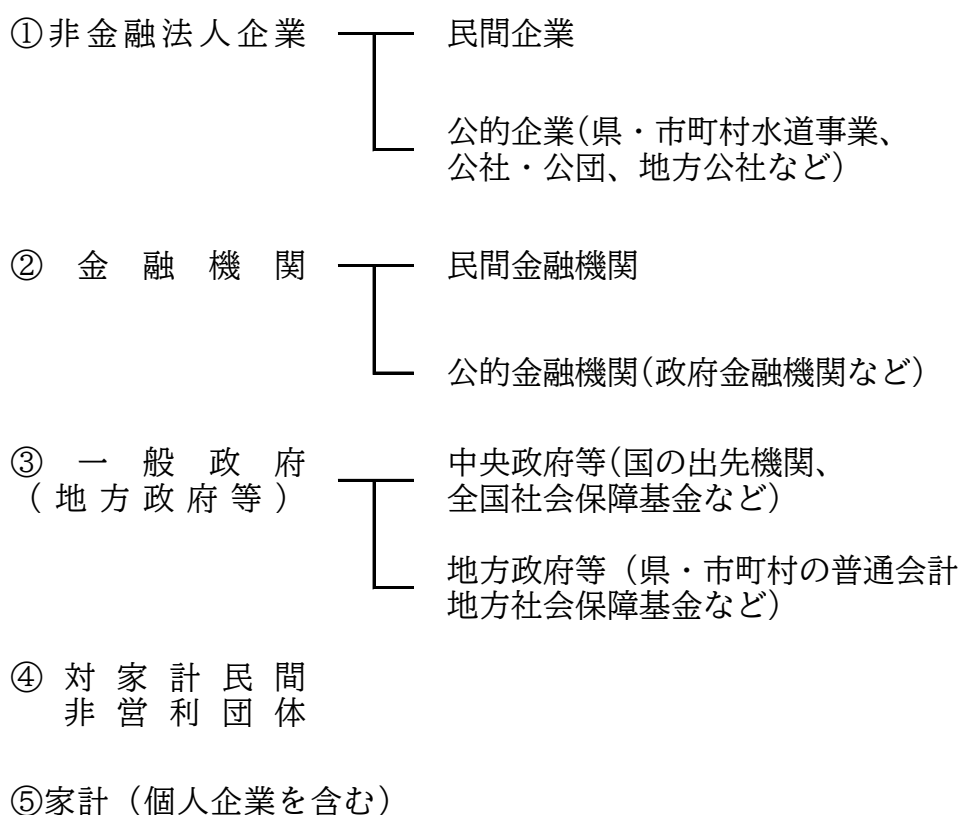 ①非金融法人企業 民間企業
公的企業(県・市町村水道事業、
公社・公団、地方公社など)
②金融機関 民間金融機関
公的金融機関(政府金融機関など)
③一般政府 中央政府等(国の出先機関、
(地方政府等) 全国社会保障基金など)
地方政府等(県・市町村の普通会計
地方社会保障基金など)
④対家計民間
非営利団体
⑤家計(個人企業を含む)